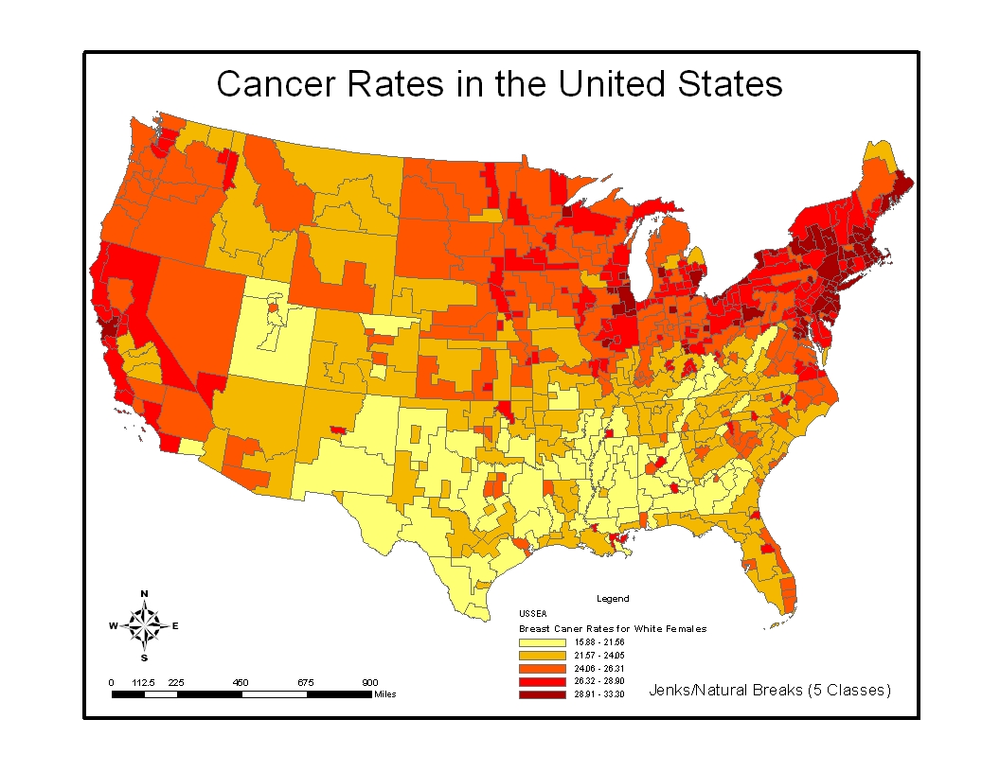 Cancer Rates in the United States
N
W E
S
0 112.5 225 450 675 900
Miles
Legend
USSEA
Breast Caner Rates for White Females
15.88 - 21.56
21.57 - 24.05
24.06 - 26.31
26.32 - 28.90
28.91 - 33.30
Jenks/Natural Breaks (5 Classes)